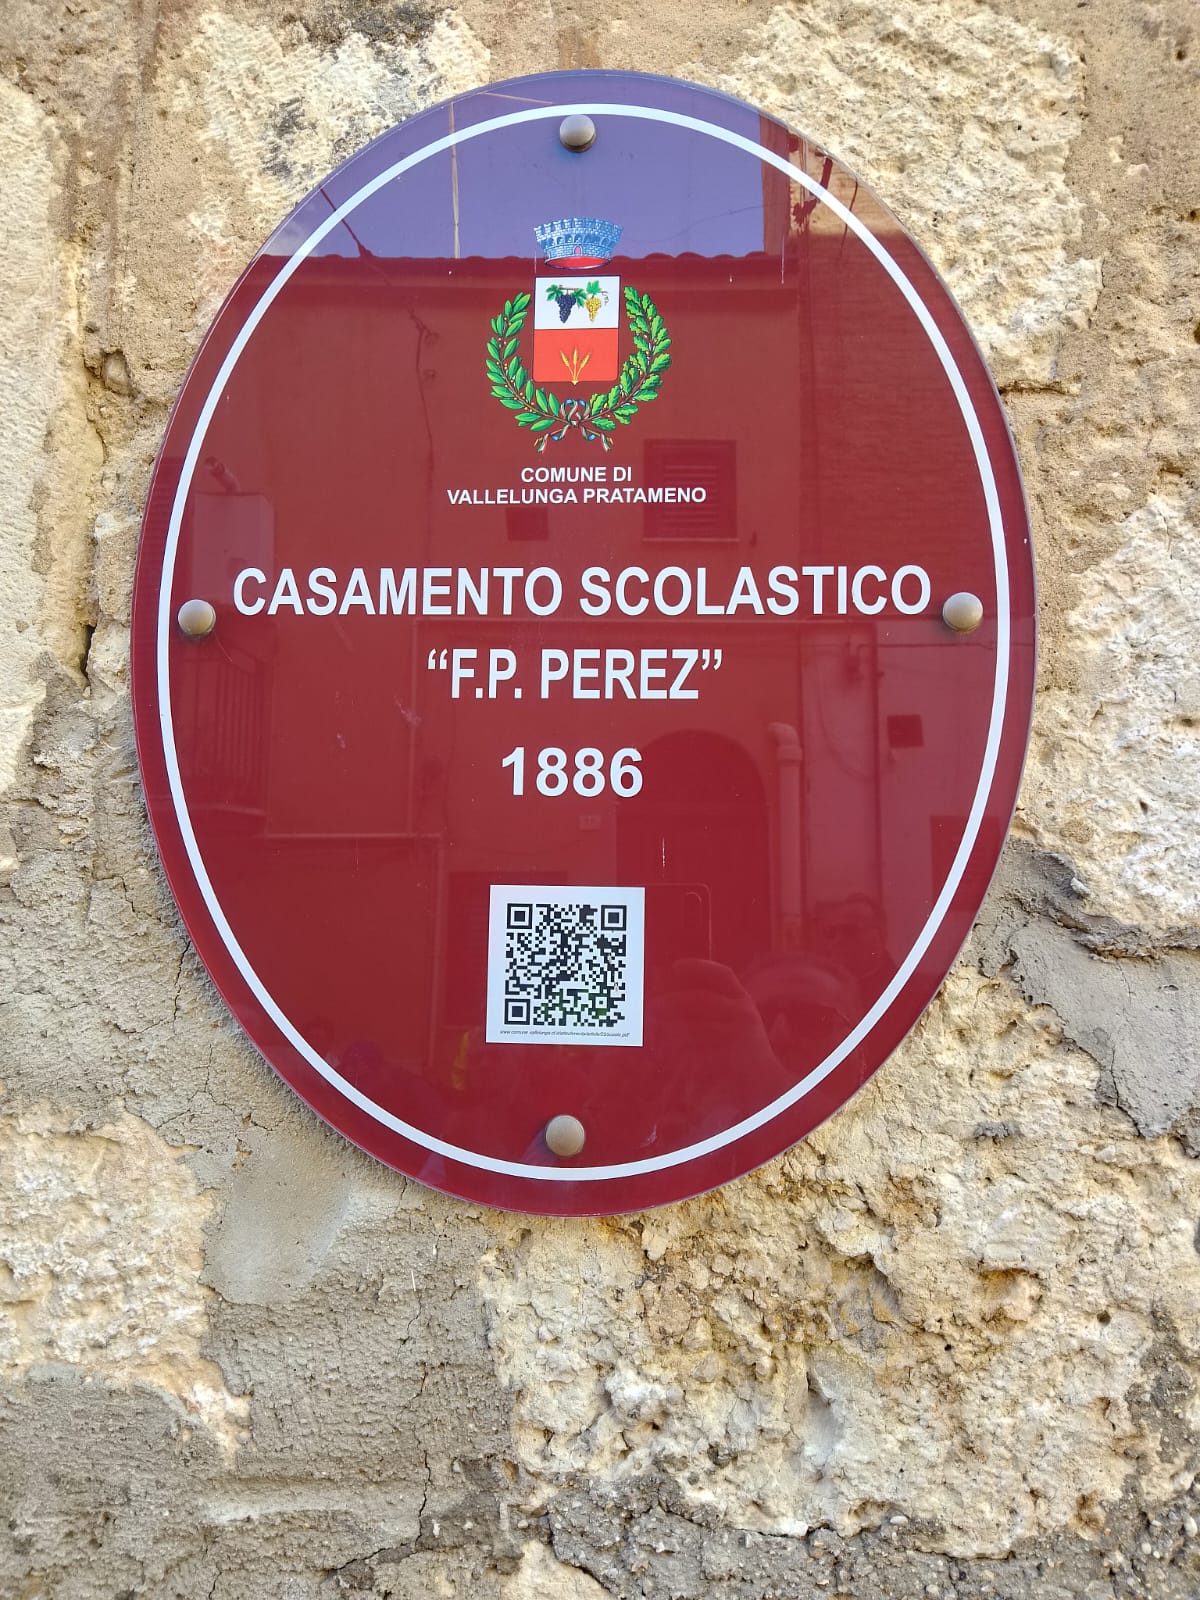 COMUNE DI
VALLELUNGA PRATAMENO
CASAMENTO SCOLASTICO
“F.P. PEREZ”
1886